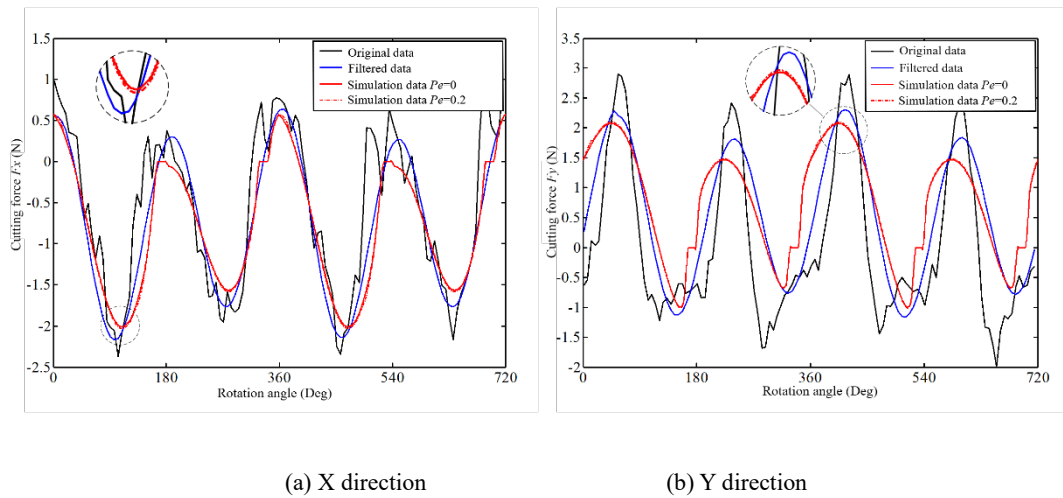 1.5
1
0.5
0
-0.5
-1
-1.5
-2
-2.5
Cutting force Fx (N)
Original data
Filtered data
Simulation data Pe=0
Simulation data Pe=0.2
0
180
360
540
720
Rotation angle (Deg)
3.5
3
2.5
2
1.5
1
0.5
0
-0.5
-1
-1.5
-2
Cutting force Fy (N)
Original data
Filtered data
Simulation data Pe=0
Simulation data Pe=0.2
0
180
360
540
720
Rotation angle (Deg)
(a) X direction
(b) Y direction